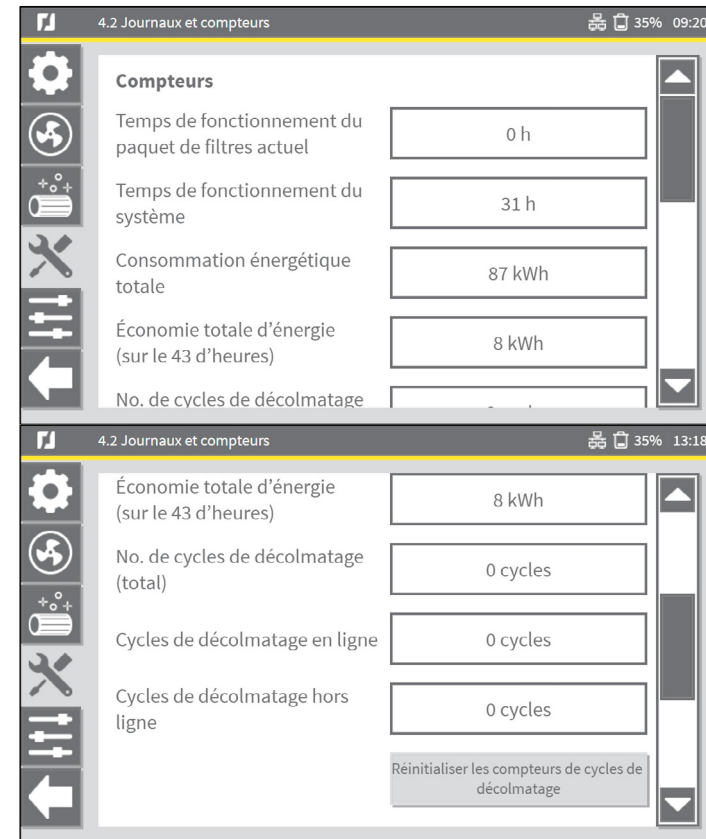 4.2 Journaux et compteurs
35% 09:20
Compteurs
Temps de fonctionnement du
paquet de filtres actuel
0 h
Temps de fonctionnement du
système
31 h
Consommation énergétique
totale
87 kWh
Économie totale d'énergie
(sur le 43 d'heures)
8 kWh
No. de cycles de décolmatage
4.2 Journaux et compteurs
35% 13:18
Économie totale d'énergie
(sur le 43 d'heures)
8 kWh
No. de cycles de décolmatage
(total)
0 cycles
Cycles de décolmatage en ligne
0 cycles
Cycles de décolmatage hors
ligne
0 cycles
Réinitialiser les compteurs de cycles de
décolmatage